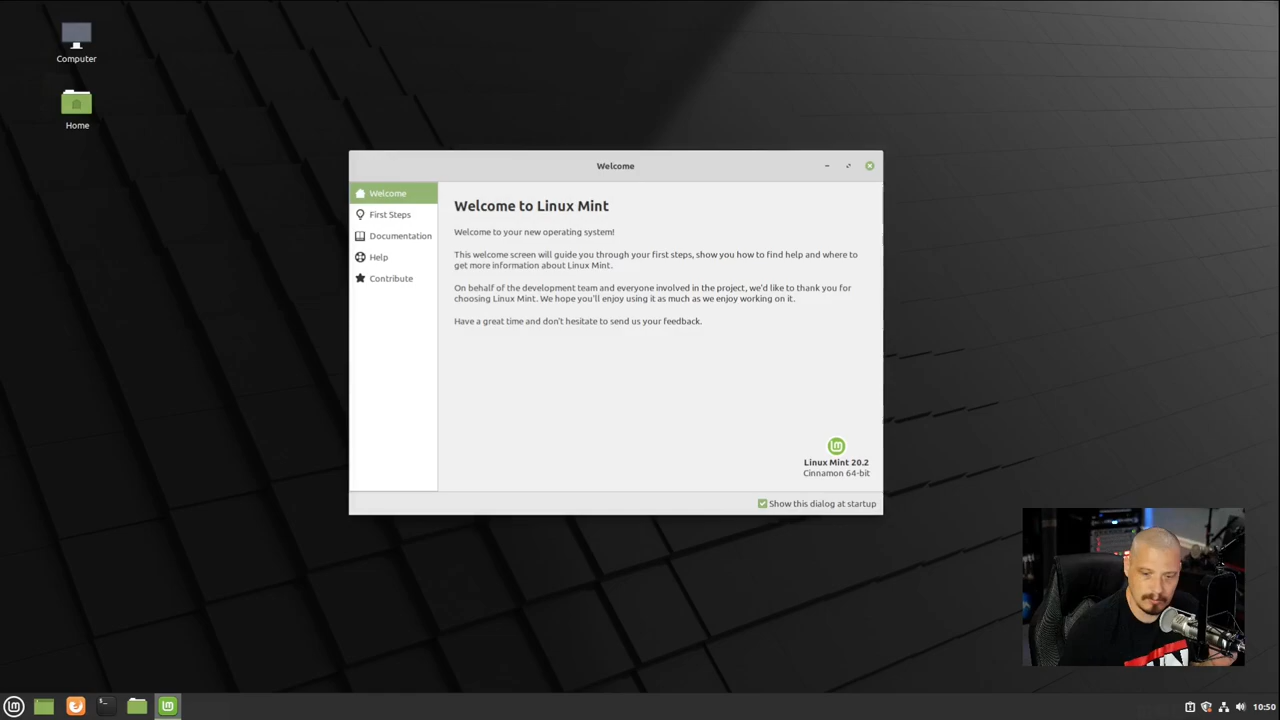 Computer
Home
Welcome
Welcome
First Steps
Documentation
Help
Contribute
Welcome to Linux Mint
Welcome to your new operating system!
This welcome screen will guide you through your first steps, show you how to find help and where to
get more information about Linux Mint.
On behalf of the development team and everyone involved in the project, we'd like to thank you for
choosing Linux Mint. We hope you'll enjoy using it as much as we enjoy working on it.
Have a great time and don't hesitate to send us your feedback.
Linux Mint 20.2
Cinnamon 64-bit
Show this dialog at startup
10:50